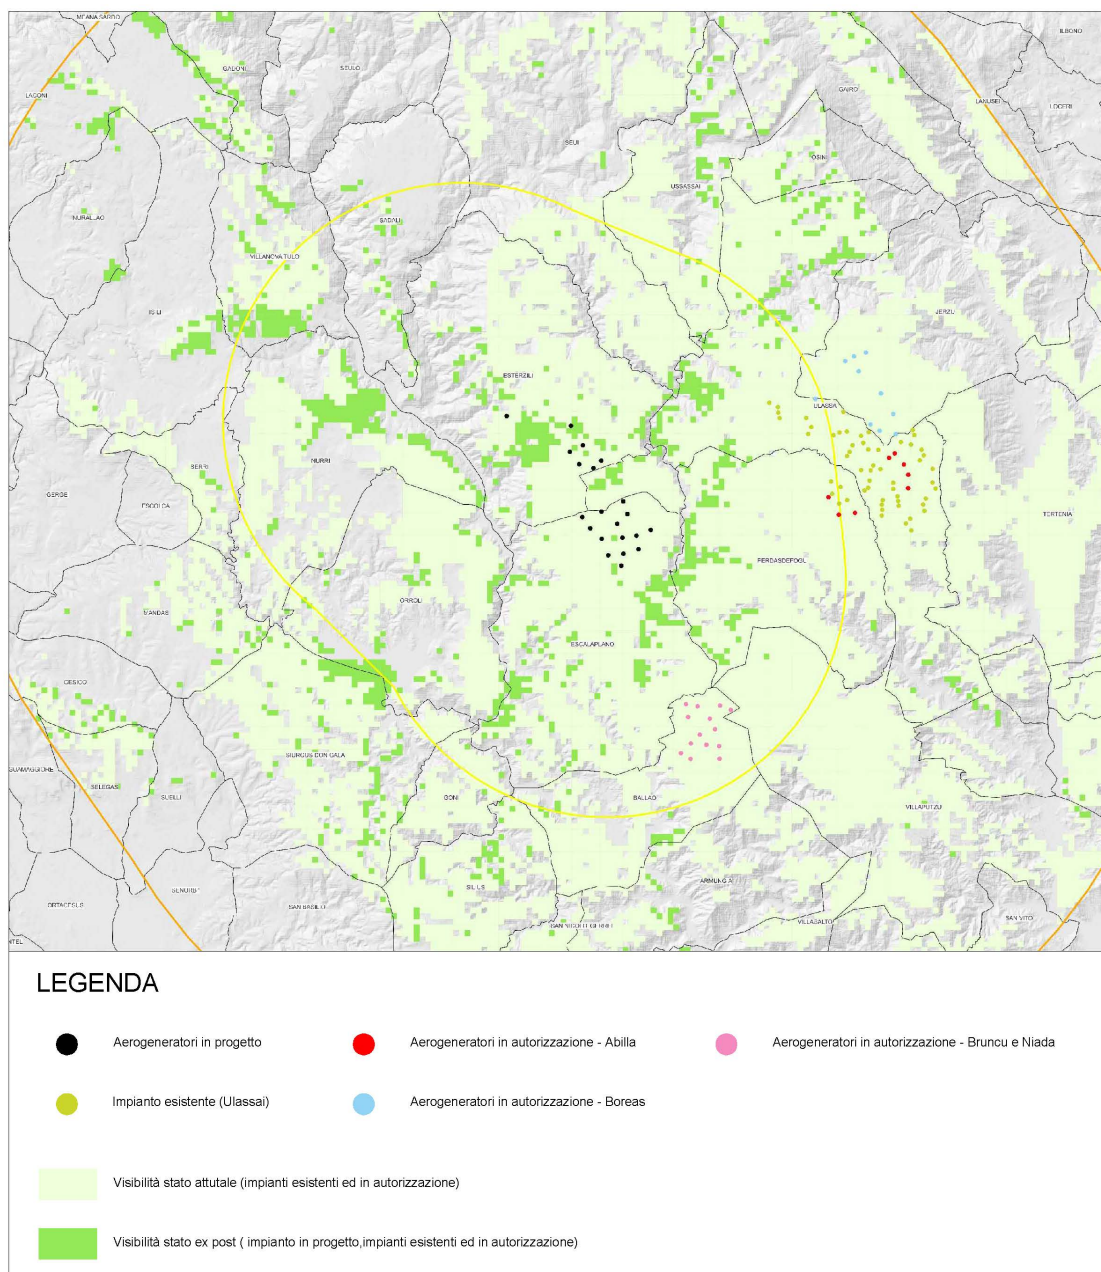 MEANA SARDO
ILBONO
GADONI
SEULO
GAIRO
LACONI
LANUSEI
LOCERI
SEUI
OSINI
USSASSAI
NURALLAO
SADALI
VILLANOVA TULO
ISILI
JERZU
ESTERZILI
ULASSA
NURRI
SERRI
GERGE
ESCOLCA
TERTENIA
PERDASDEFOGU
ORROLI
MANDAS
ESCALAPLANO
GESICO
SIURGUS DONIGALA
GUAMAGGIORE
SELEGAS
SUELLI
GONI
BALLAO
VILLAPUTZU
ARMUNGIA
SENORBI'
SILIUS
ORTACESUS
SAN BASILIO
SAN NICOLO' GERREI
VILLASALTO
SAN VITO
LEGENDA
Aerogeneratori in progetto
Aerogeneratori in autorizzazione - Abilla
Aerogeneratori in autorizzazione - Bruncu e Niada
Impianto esistente (Ulassai)
Aerogeneratori in autorizzazione - Boreas
Visibilità stato attutale (impianti esistenti ed in autorizzazione)
Visibilità stato ex post ( impianto in progetto,impianti esistenti ed in autorizzazione)